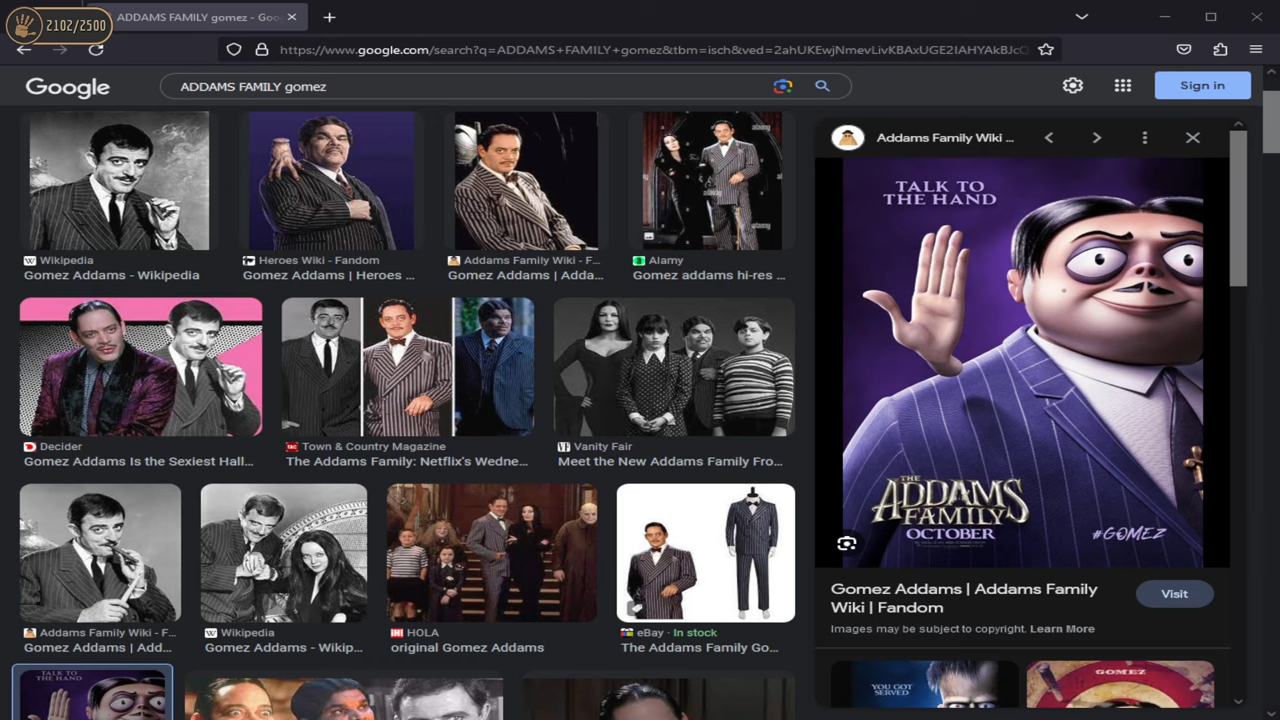 2102/2500
ADDAMS FAMILY gomez - Goo
https://www.google.com/search?q=ADDAMS+FAMILY+gomez&tbm=isch&ved=2ahUKEwjNmevLivKBAxUGE2IAHYAkBJcQ
Google
ADDAMS FAMILY gomez
Sign in
Wikipedia
Gomez Addams - Wikipedia
Heroes Wiki - Fandom
Gomez Addams | Heroes ...
Addams Family Wiki - F...
Gomez Addams | Adda...
alamy
alamy
Alamy
Gomez addams hi-res ...
Decider
Gomez Addams Is the Sexiest Hall...
Town & Country Magazine
The Addams Family: Netflix's Wedne...
Vanity Fair
Meet the New Addams Family Fro...
Addams Family Wiki - F...
Gomez Addams | Add...
Wikipedia
Gomez Addams - Wikip...
HOLA
original Gomez Addams
eBay · In stock
The Addams Family Go...
TALK TO
THE HAND
Addams Family Wiki ...
TALK TO
THE HAND
THE
ADDAMS
FAMILY
OCTOBER
#GOMEZ
Gomez Addams | Addams Family
Wiki | Fandom
Visit
Images may be subject to copyright. Learn More
YOU GOT
SERVED
GOMEZ